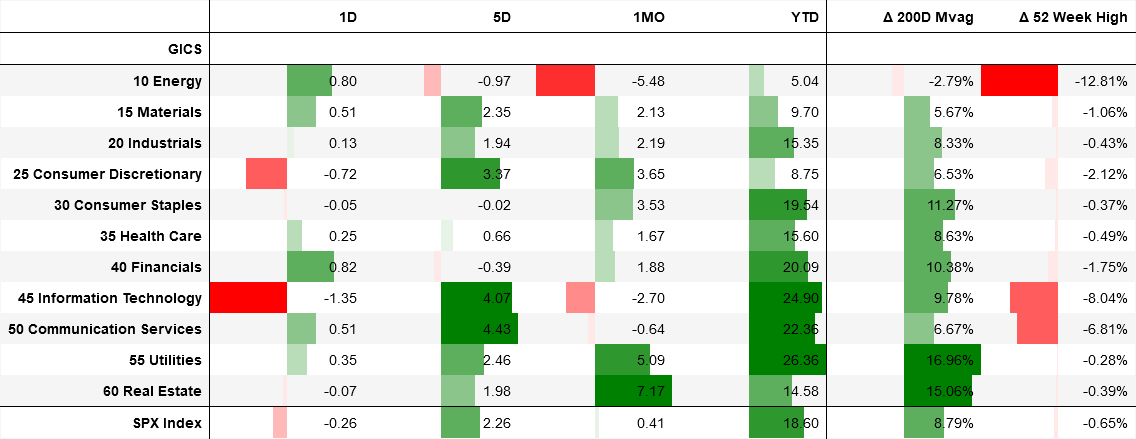 1D 5D 1MO YTD Δ 200D Mvag Δ 52 Week High
GICS
10 Energy 0.80 -0.97 -5.48 5.04 -2.79% -12.81%
15 Materials 0.51 2.35 2.13 9.70 5.67% -1.06%
20 Industrials 0.13 1.94 2.19 15.35 8.33% -0.43%
25 Consumer Discretionary -0.72 3.37 3.65 8.75 6.53% -2.12%
30 Consumer Staples -0.05 -0.02 3.53 19.54 11.27% -0.37%
35 Health Care 0.25 0.66 1.67 15.60 8.63% -0.49%
40 Financials 0.82 -0.39 1.88 20.09 10.38% -1.75%
45 Information Technology -1.35 4.07 -2.70 24.90 9.78% -8.04%
50 Communication Services 0.51 4.43 -0.64 22.36 6.67% -6.81%
55 Utilities 0.35 2.46 5.09 26.36 16.96% -0.28%
60 Real Estate -0.07 1.98 7.17 14.58 15.06% -0.39%
SPX Index -0.26 2.26 0.41 18.60 8.79% -0.65%